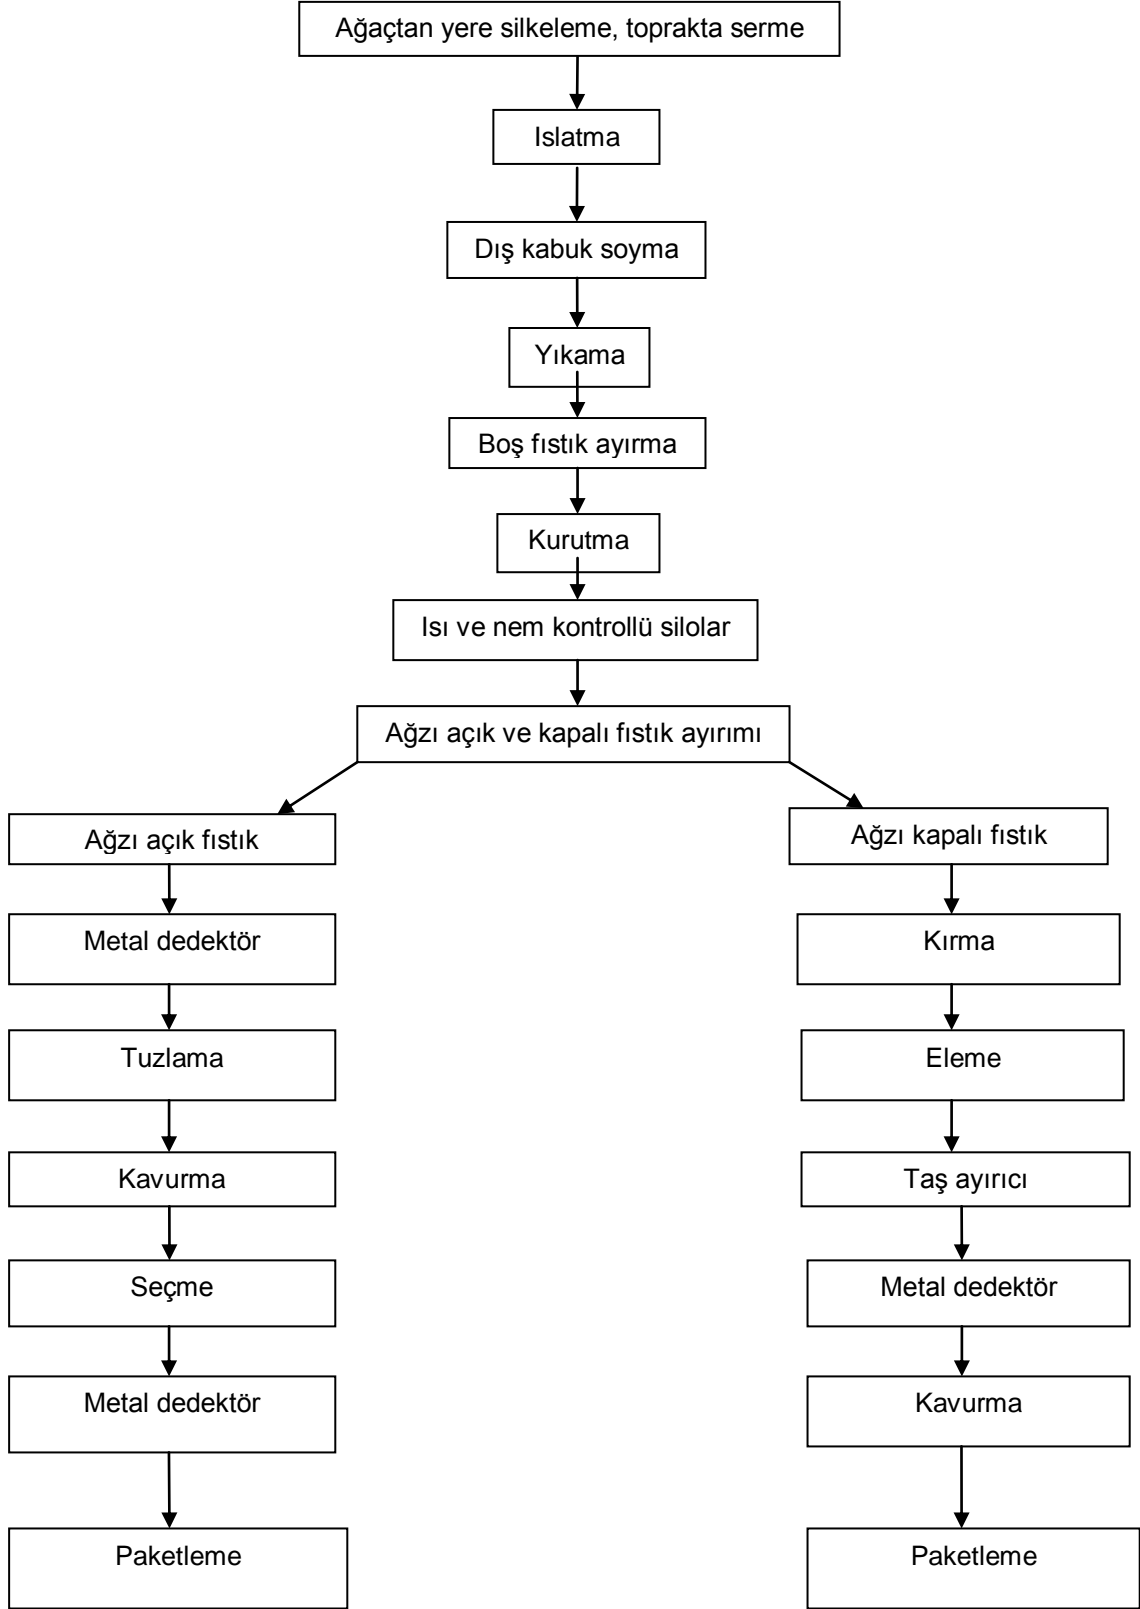 Ağaçtan yere silkeleme, toprakta serme
Islatma
Dış kabuk soyma
Yıkama
Boş fıstık ayırma
Kurutma
Isı ve nem kontrollü silolar
Ağzı açık ve kapalı fıstık ayırımı
Ağzı açık fıstık
Metal dedektör
Tuzlama
Kavurma
Seçme
Metal dedektör
Paketleme
Ağzı kapalı fıstık
Kırma
Eleme
Taş ayırıcı
Metal dedektör
Kavurma
Paketleme